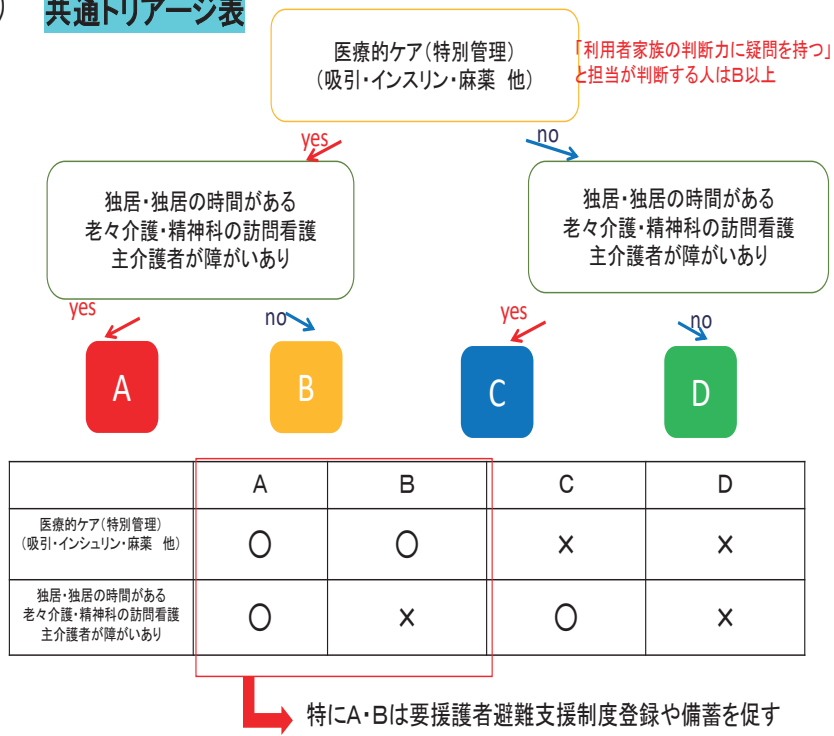 )
共通トリアージ表
医療的ケア(特別管理)
(吸引・インスリン・麻薬 他)
「利用者家族の判断力に疑問を持つ」
と担当が判断する人はB以上
yes
no
独居・独居の時間がある
老々介護・精神科の訪問看護
主介護者が障がいあり
独居・独居の時間がある
老々介護・精神科の訪問看護
主介護者が障がいあり
yes
no
yes
no
A
B
C
D
A B C D
医療的ケア(特別管理)
(吸引・インシュリン・麻薬 他)
〇 〇 × ×
独居・独居の時間がある
老々介護・精神科の訪問看護
主介護者が障がいあり
〇 × 〇 ×
特にA・Bは要援護者避難支援制度登録や備蓄を促す